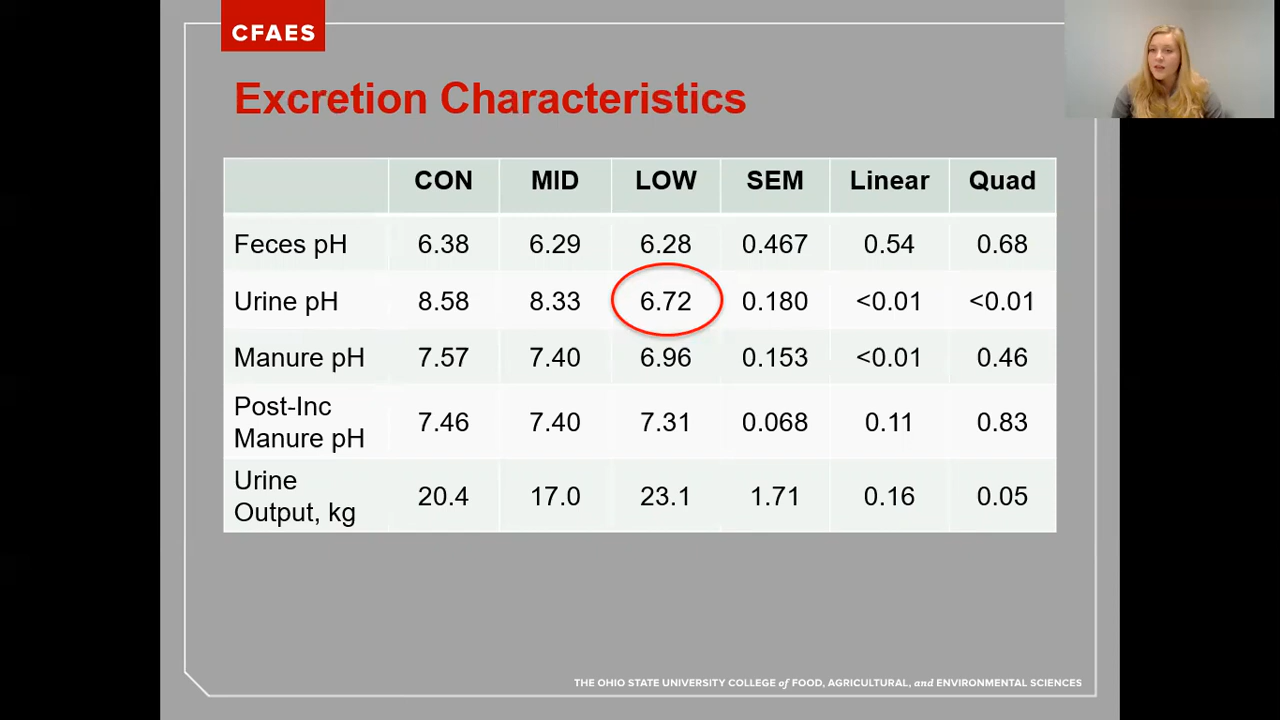 CFAES
Excretion Characteristics
CON MID LOW SEM Linear Quad
Feces pH 6.38 6.29 6.28 0.467 0.54 0.68
Urine pH 8.58 8.33 6.72 0.180 <0.01 <0.01
Manure pH 7.57 7.40 6.96 0.153 <0.01 0.46
Post-Inc
Manure pH 7.46 7.40 7.31 0.068 0.11 0.83
Urine
Output, kg 20.4 17.0 23.1 1.71 0.16 0.05
THE OHIO STATE UNIVERSITY COLLEGE of FOOD, AGRICULTURAL, and ENVIRONMENTAL SCIENCES